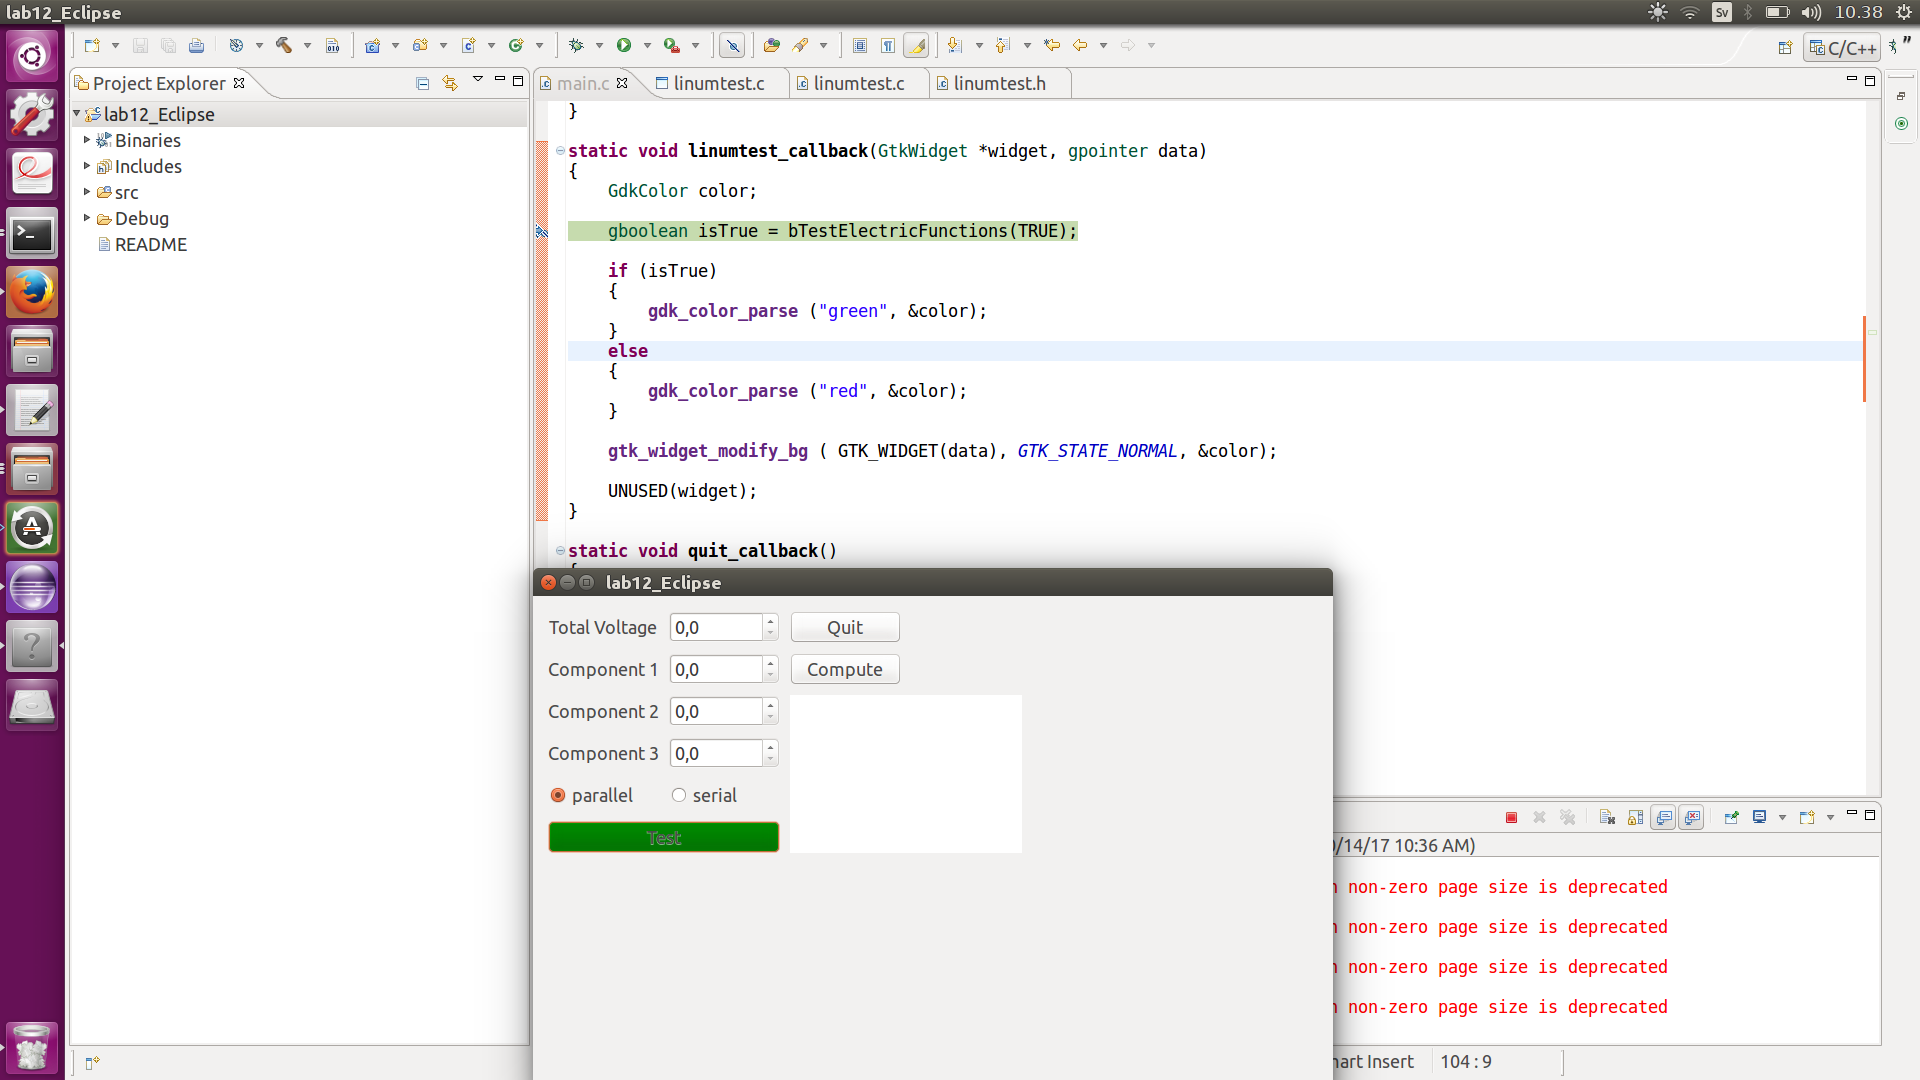 lab12_Eclipse
Sv
10.38
Project Explorer
main.c
linumtest.c
linumtest.c
linumtest.h
C/C++
lab12_Eclipse
Binaries
Includes
src
Debug
README
}
static void linumtest_callback(GtkWidget *widget, gpointer data)
{
GdkColor color;
gboolean isTrue = bTestElectricFunctions(TRUE);
if (isTrue)
{
gdk_color_parse ("green", &color);
}
else
{
gdk_color_parse ("red", &color);
}
gtk_widget_modify_bg ( GTK_WIDGET(data), GTK_STATE_NORMAL, &color);
UNUSED(widget);
}
static void quit_callback()
lab12_Eclipse
Total Voltage 0,0 Quit
Component 1 0,0 Compute
Component 2 0,0
Component 3 0,0
parallel serial
Test
/14/17 10:36 AM)
non-zero page size is deprecated
non-zero page size is deprecated
non-zero page size is deprecated
non-zero page size is deprecated
art Insert
104 : 9